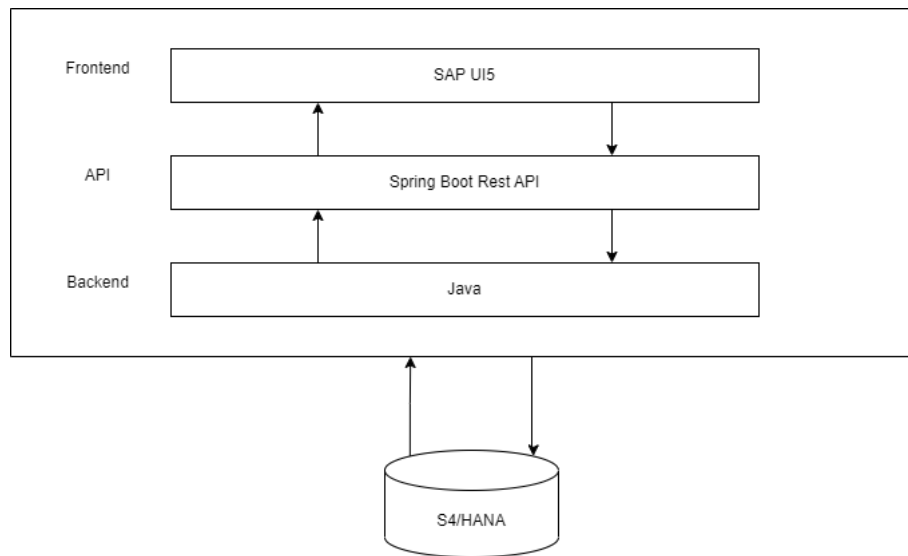 Frontend
SAP UI5
API
Spring Boot Rest API
Backend
Java
S4/HANA